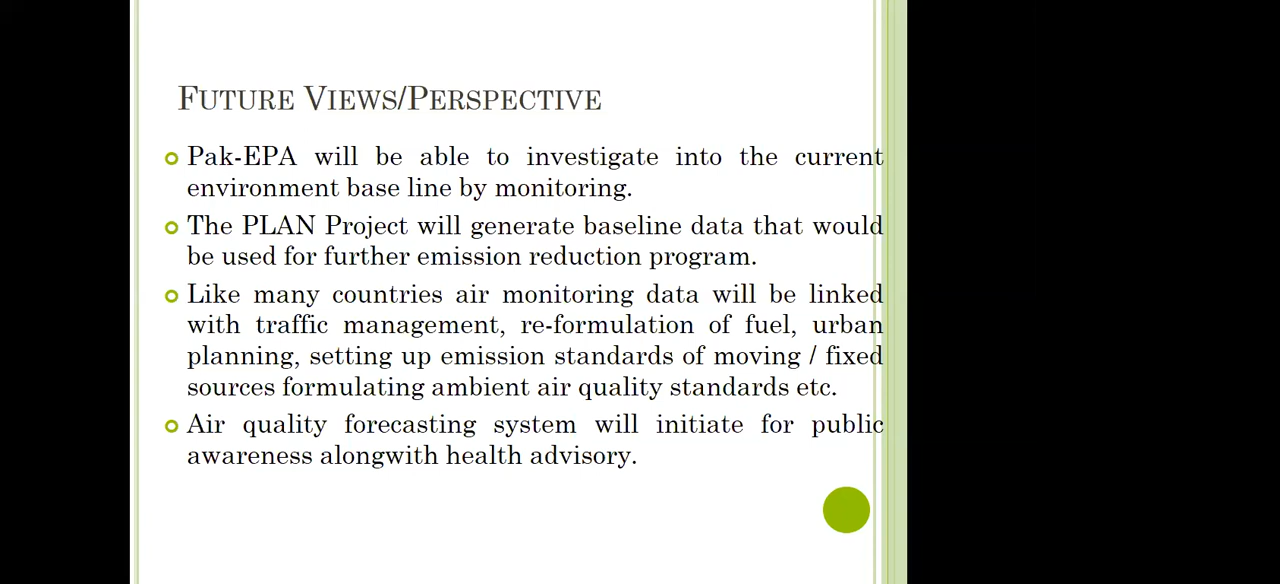 FUTURE VIEWS/PERSPECTIVE
Pak-EPA will be able to investigate into the current
environment base line by monitoring.
The PLAN Project will generate baseline data that would
be used for further emission reduction program.
Like many countries air monitoring data will be linked
with traffic management, re-formulation of fuel, urban
planning, setting up emission standards of moving / fixed
sources formulating ambient air quality standards etc.
Air quality forecasting system will initiate for public
awareness alongwith health advisory.